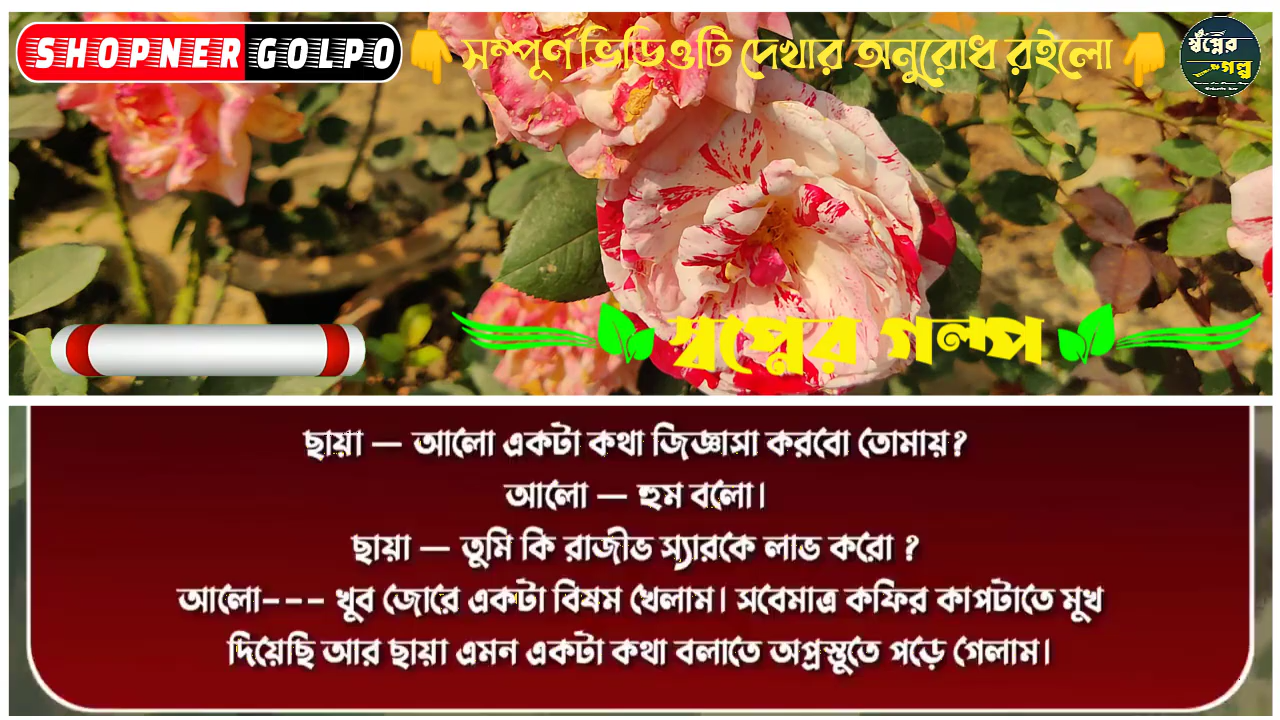 SHOPNER GOLPO
সম্পূর্ণ ভিডিওটি দেখার অনুরোধ রইলো
স্বপ্নের
গল্প
স্বপ্নের গল্প
ছায়া — আলো একটা কথা জিজ্ঞাসা করবো তোমায়?
আলো — হুম বলো।
ছায়া — তুমি কি রাজীভ স্যারকে লাভ করো ?
আলো--- খুব জোরে একটা বিষম খেলাম। সবেমাত্র কফির কাপটাতে মুখ
দিয়েছি আর ছায়া এমন একটা কথা বলাতে অপ্রস্তুতে পড়ে গেলাম।